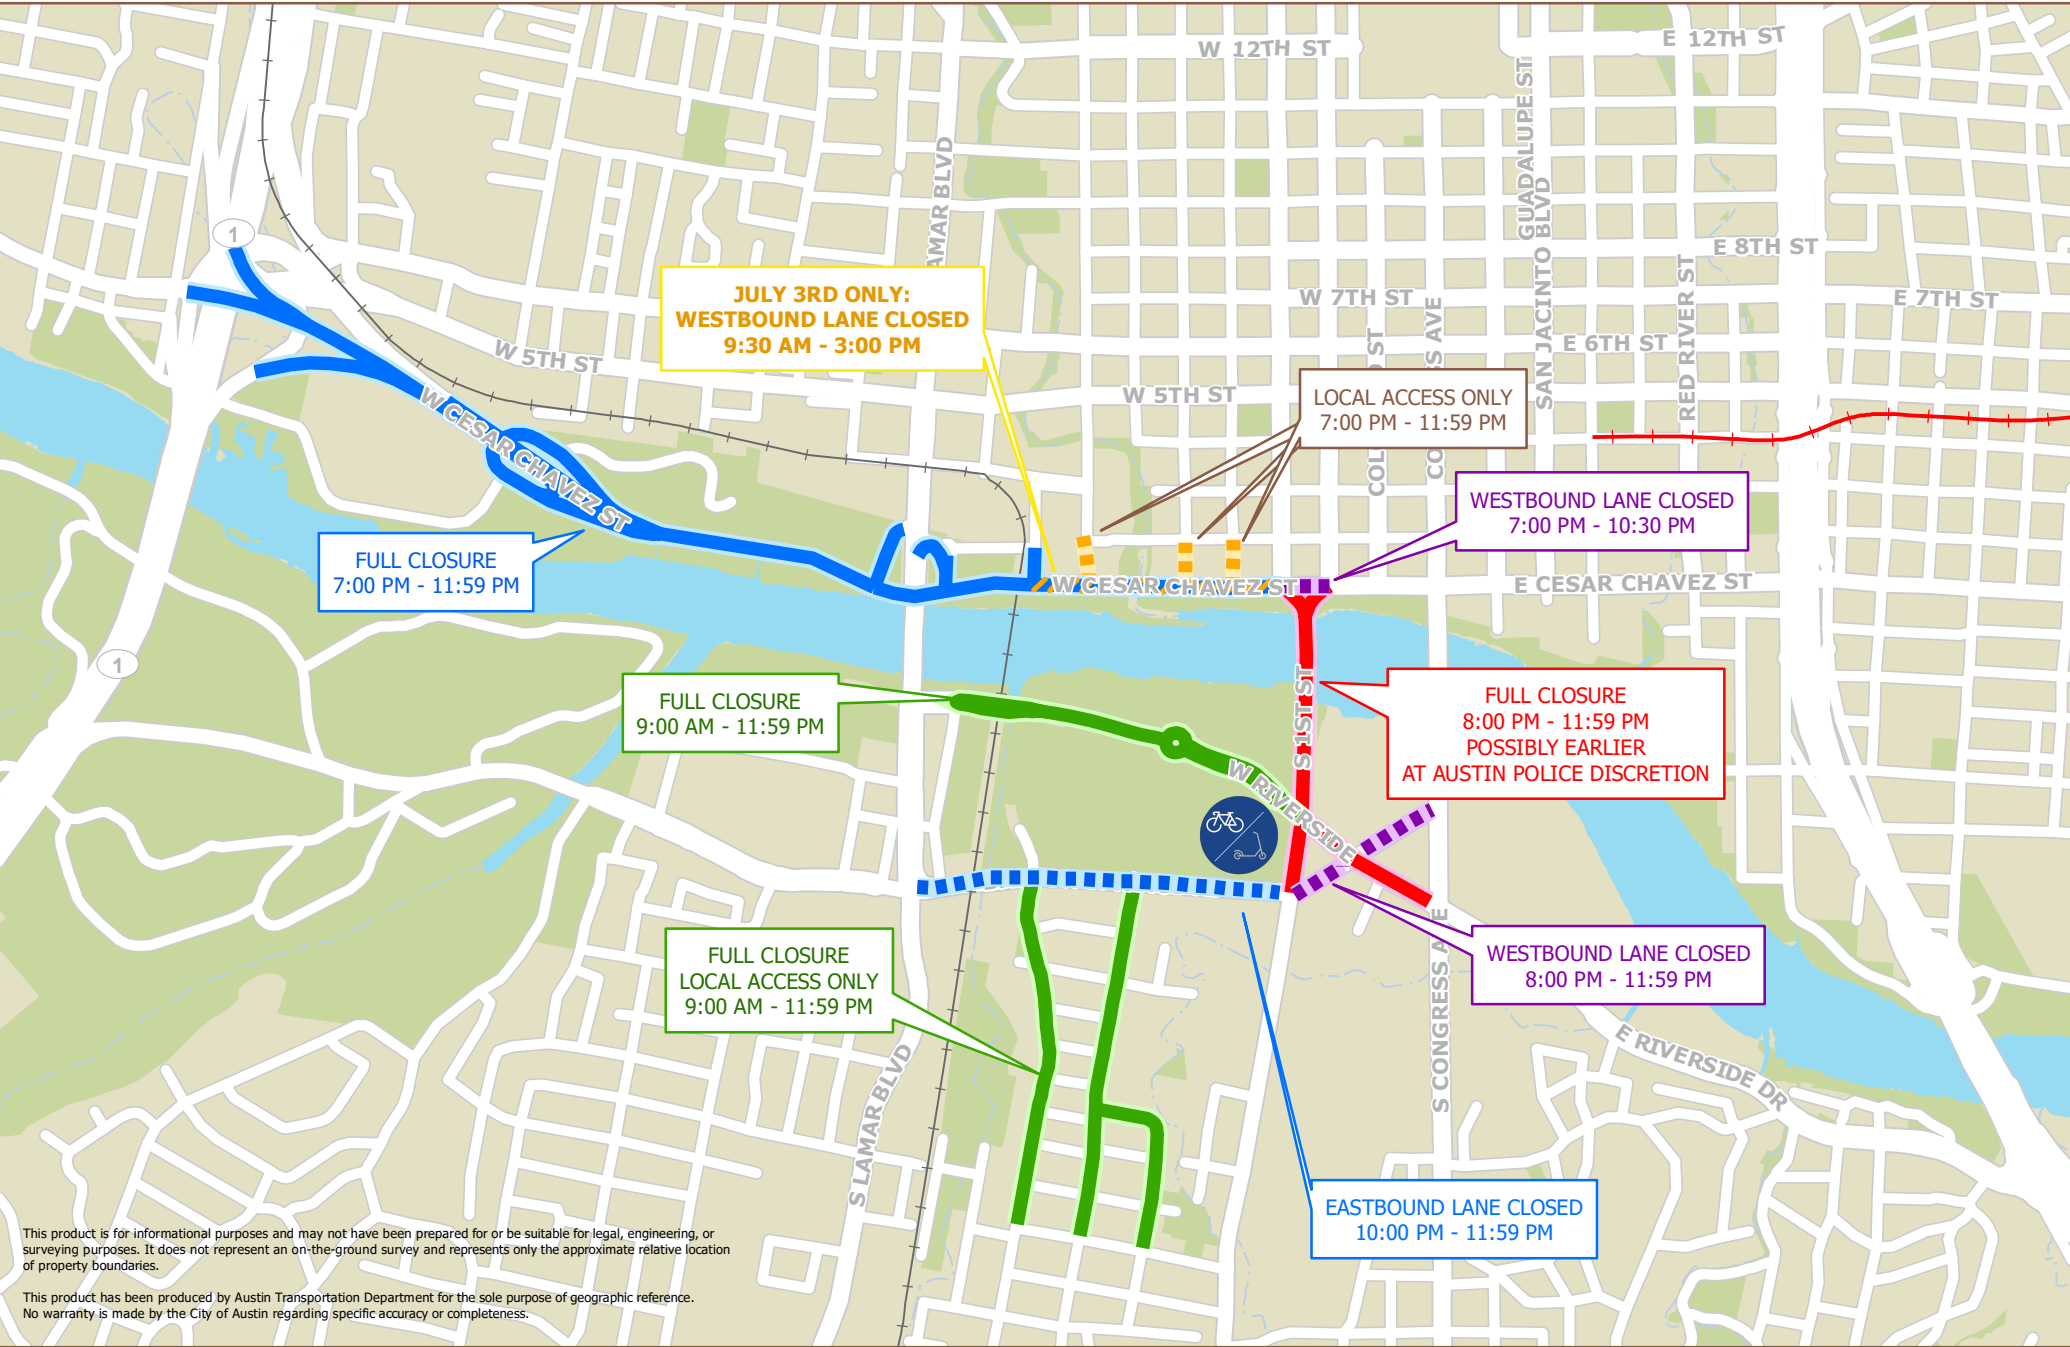 W 12TH ST
E 12TH ST
GUADALUPE ST
AMAR BLVD
SAN JACINTO BLVD
1
E 8TH ST
RED RIVER ST
W 7TH ST
E 7TH ST
JULY 3RD ONLY:
WESTBOUND LANE CLOSED
9:30 AM - 3:00 PM
W 5TH ST
E 6TH ST
W 5TH ST
COL
ST
CO
SS AVE
LOCAL ACCESS ONLY
7:00 PM - 11:59 PM
W CESAR CHAVEZ ST
WESTBOUND LANE CLOSED
7:00 PM - 10:30 PM
FULL CLOSURE
7:00 PM - 11:59 PM
W CESAR CHAVEZ ST
E CESAR CHAVEZ ST
1
FULL CLOSURE
9:00 AM - 11:59 PM
S 1ST ST
FULL CLOSURE
8:00 PM - 11:59 PM
POSSIBLY EARLIER
AT AUSTIN POLICE DISCRETION
W RIVERSIDE
FULL CLOSURE
LOCAL ACCESS ONLY
9:00 AM - 11:59 PM
WESTBOUND LANE CLOSED
8:00 PM - 11:59 PM
S CONGRESS A E
E RIVERSIDE DR
S LAMAR BLVD
EASTBOUND LANE CLOSED
10:00 PM - 11:59 PM
This product is for informational purposes and may not have been prepared for or be suitable for legal, engineering, or
surveying purposes. It does not represent an on-the-ground survey and represents only the approximate relative location
of property boundaries.
This product has been produced by Austin Transportation Department for the sole purpose of geographic reference.
No warranty is made by the City of Austin regarding specific accuracy or completeness.